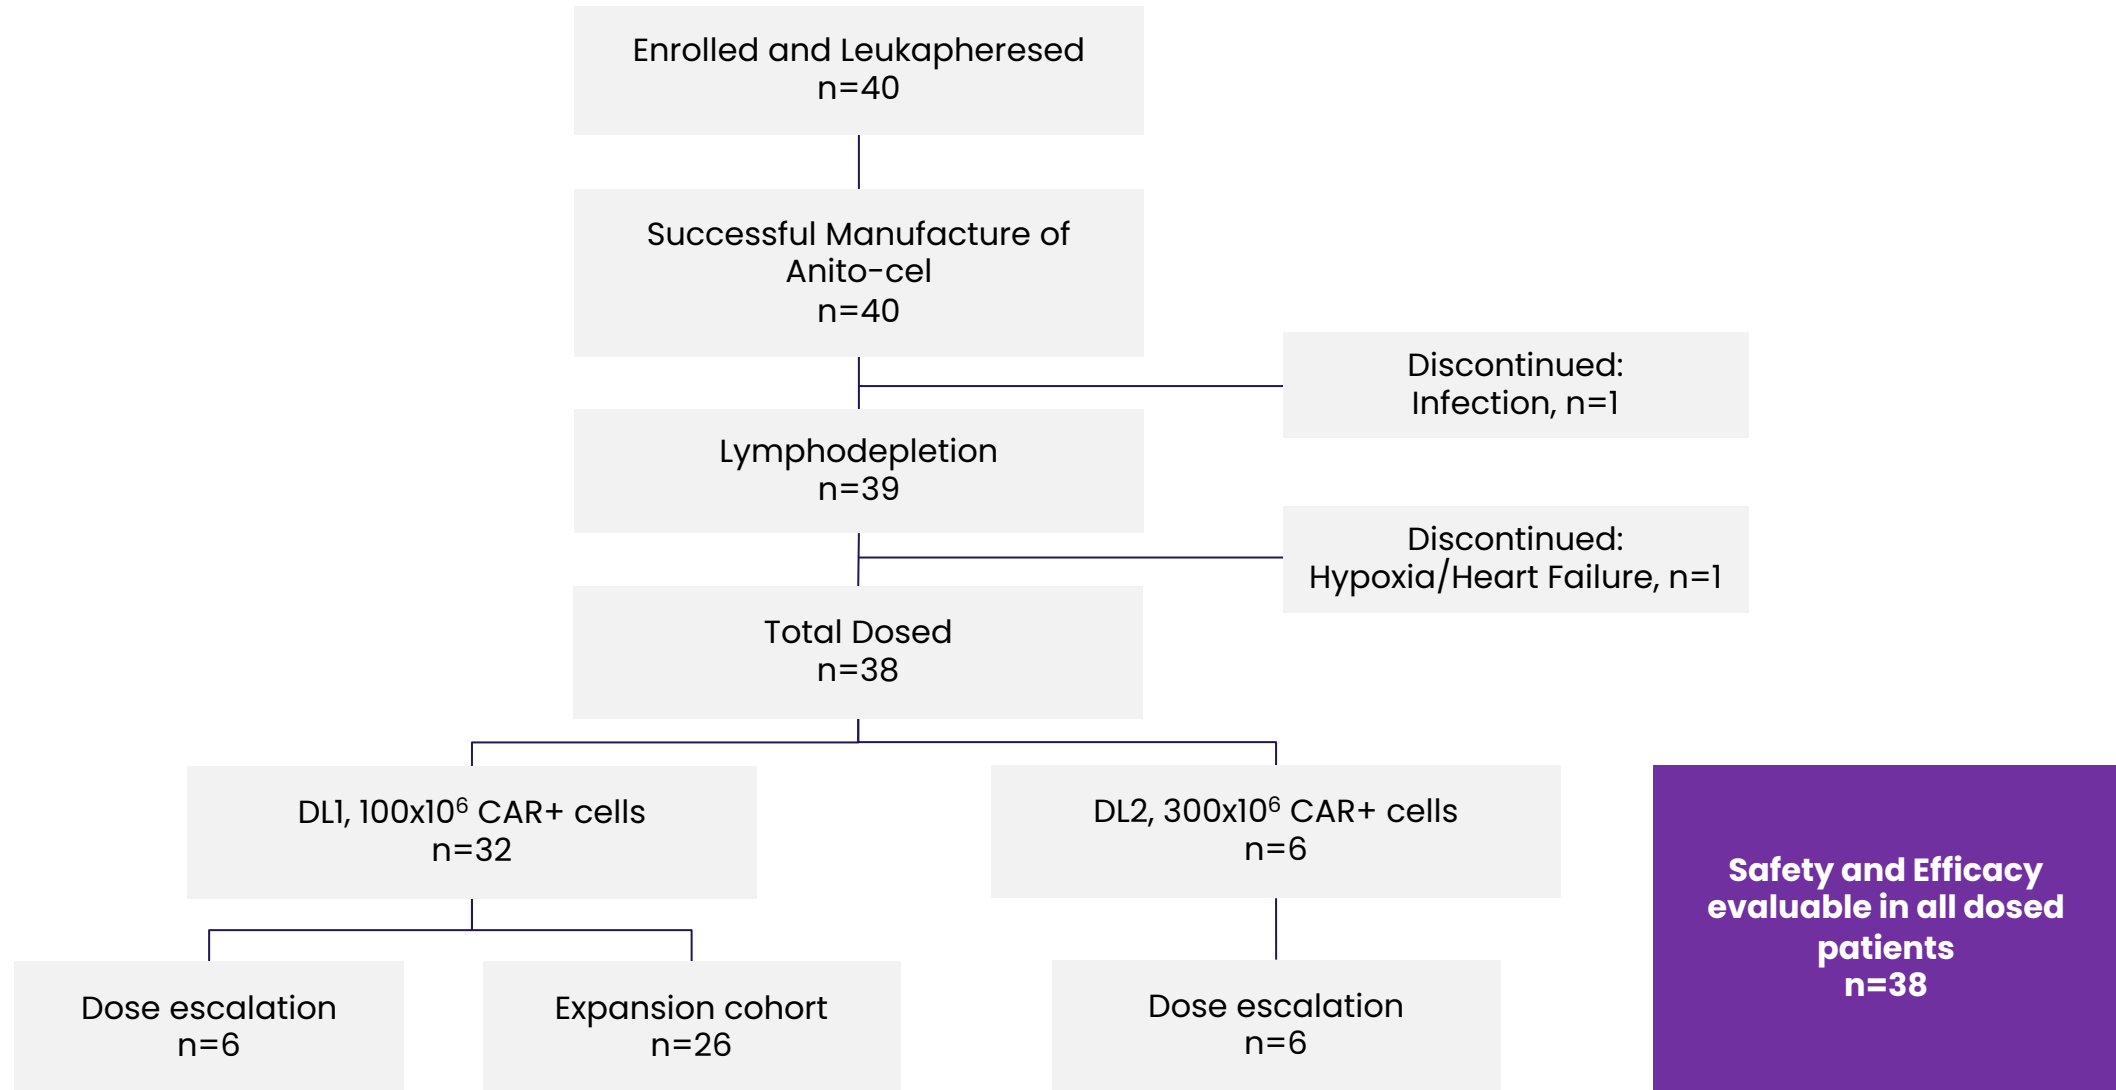 Enrolled and Leukapheresed
n=40
Successful Manufacture of
Anito-cel
n=40
Discontinued:
Infection, n=1
Lymphodepletion
n=39
Discontinued:
Hypoxia/Heart Failure, n=1
Total Dosed
n=38
DL1, 100x10⁶ CAR+ cells
n=32
DL2, 300x10⁶ CAR+ cells
n=6
Dose escalation
n=6
Expansion cohort
n=26
Dose escalation
n=6
Safety and Efficacy
evaluable in all dosed
patients
n=38